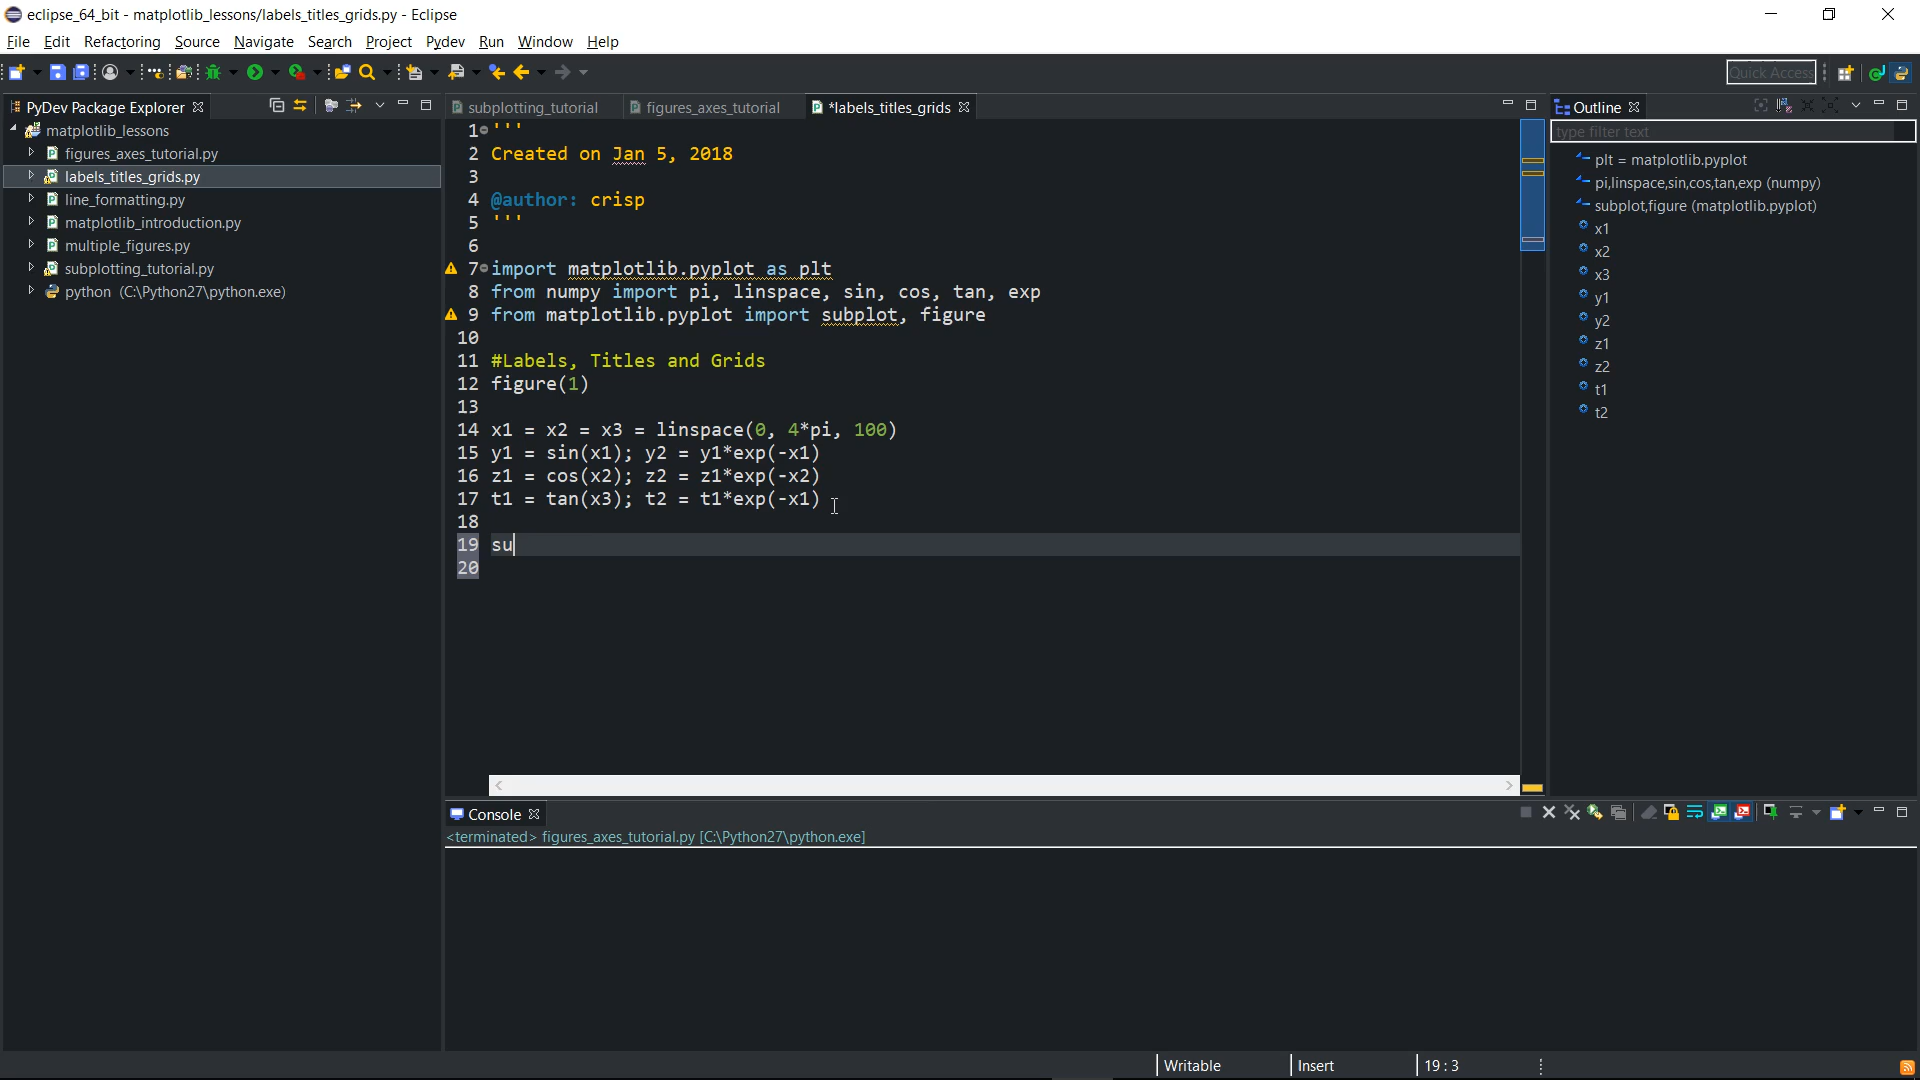 eclipse_64_bit - matplotlib_lessons/labels_titles_grids.py - Eclipse
File Edit Refactoring Source Navigate Search Project Pydev Run Window Help
Quick Access
PyDev Package Explorer
matplotlib_lessons
figures_axes_tutorial.py
labels_titles_grids.py
line_formatting.py
matplotlib_introduction.py
multiple_figures.py
subplotting_tutorial.py
python (C:\Python27\python.exe)
subplotting_tutorial figures_axes_tutorial *labels_titles_grids
1 '''
2 Created on Jan 5, 2018
3
4 @author: crisp
5 '''
6
7 import matplotlib.pyplot as plt
8 from numpy import pi, linspace, sin, cos, tan, exp
9 from matplotlib.pyplot import subplot, figure
10
11 #Labels, Titles and Grids
12 figure(1)
13
14 x1 = x2 = x3 = linspace(0, 4*pi, 100)
15 y1 = sin(x1); y2 = y1*exp(-x1)
16 z1 = cos(x2); z2 = z1*exp(-x2)
17 t1 = tan(x3); t2 = t1*exp(-x1)
18
19 su
20
Outline
type filter text
plt = matplotlib.pyplot
pi,linspace,sin,cos,tan,exp (numpy)
subplot,figure (matplotlib.pyplot)
x1
x2
x3
y1
y2
z1
z2
t1
t2
Console
<terminated> figures_axes_tutorial.py [C:\Python27\python.exe]
Writable Insert 19 : 3